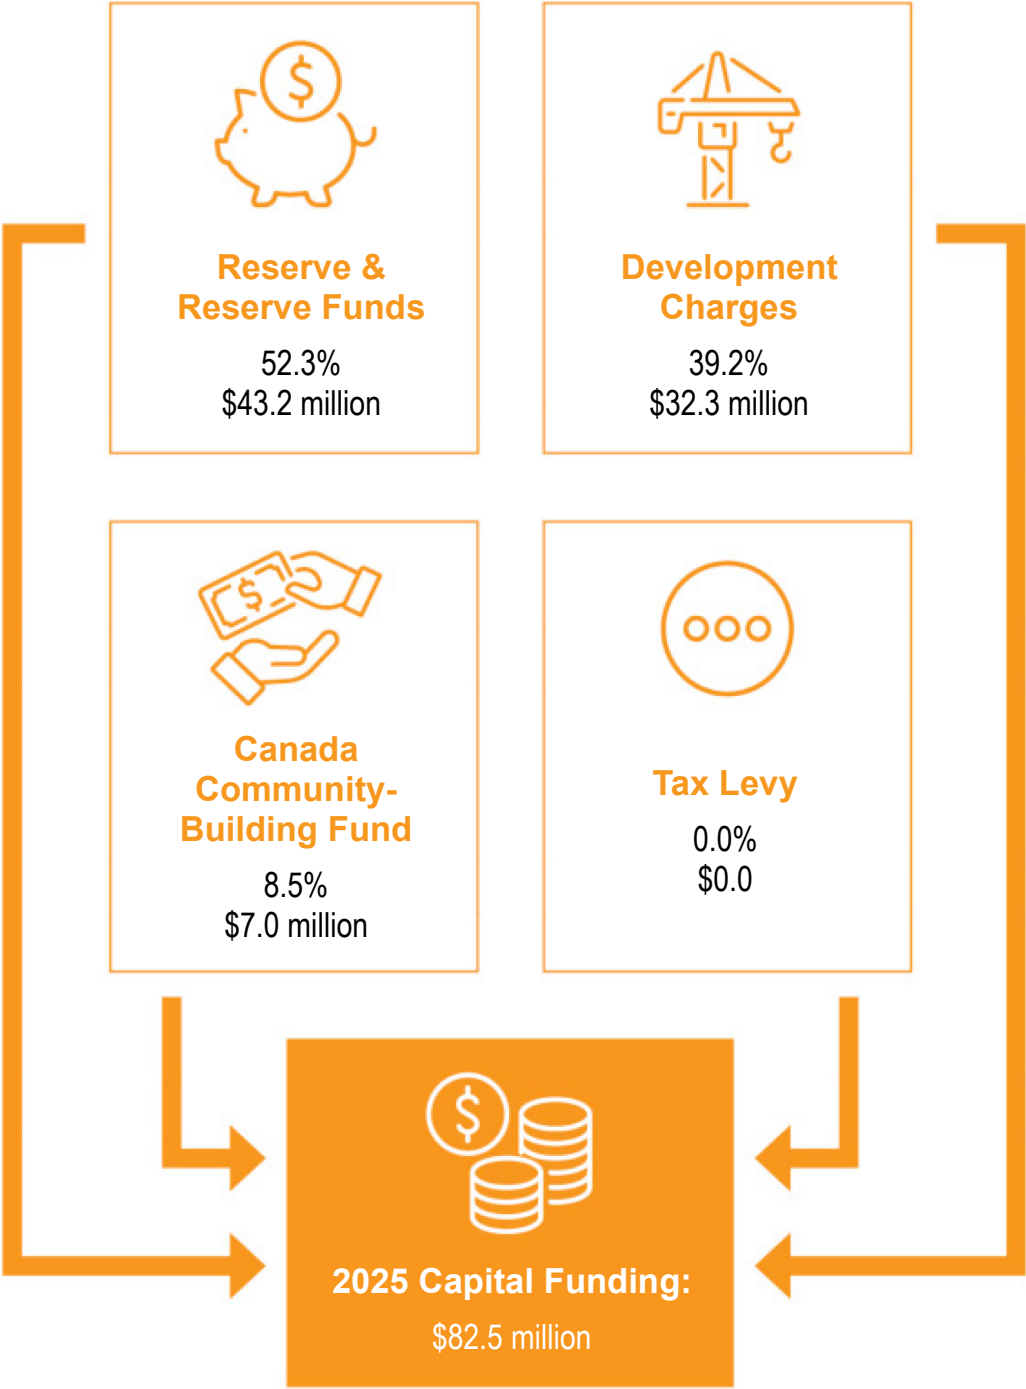 $
Reserve &
Reserve Funds
52.3%
$43.2 million
Development
Charges
39.2%
$32.3 million
$
Canada
Community-
Building Fund
8.5%
$7.0 million
Tax Levy
0.0%
$0.0
$
2025 Capital Funding:
$82.5 million